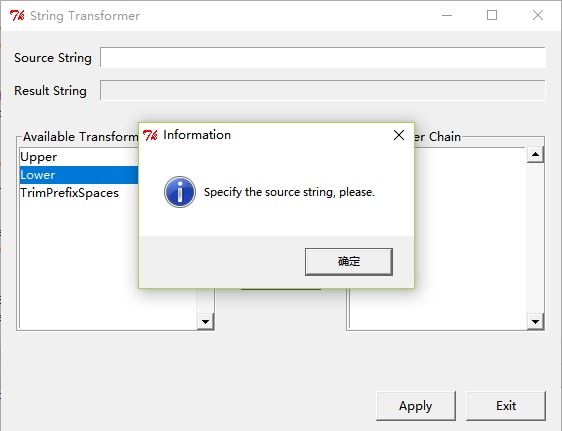 String Transformer
Source String
Result String
Available Transform
er Chain
Upper
Lower
TrimPrefixSpaces
Information
Specify the source string, please.
确定
Apply
Exit